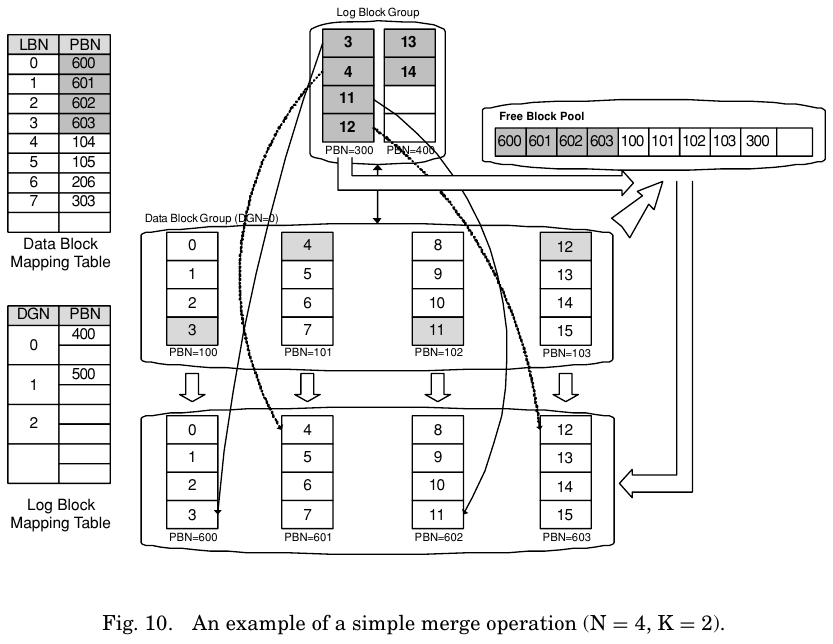 Log Block Group
3 13
4 14
11
12
PBN=300 PBN=400
LBN PBN
0 600
1 601
2 602
3 603
4 104
5 105
6 206
7 303
Data Block
Mapping Table
Free Block Pool
600 601 602 603 100 101 102 103 300
Data Block Group (DGN=0)
0 4 8 12
1 5 9 13
2 6 10 14
3 7 11 15
PBN=100 PBN=101 PBN=102 PBN=103
DGN PBN
0 400
1 500
2
Log Block
Mapping Table
0 4 8 12
1 5 9 13
2 6 10 14
3 7 11 15
PBN=600 PBN=601 PBN=602 PBN=603
Fig. 10. An example of a simple merge operation (N = 4, K = 2).